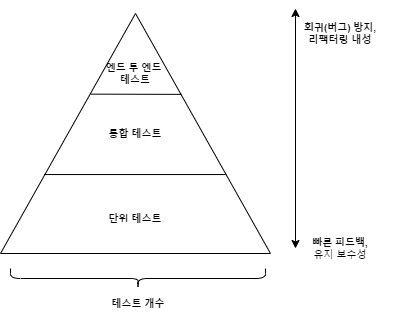 엔드 투 엔드
테스트
통합 테스트
단위 테스트
테스트 개수
회귀(버그) 방지,
리팩터링 내성
빠른 피드백,
유지 보수성